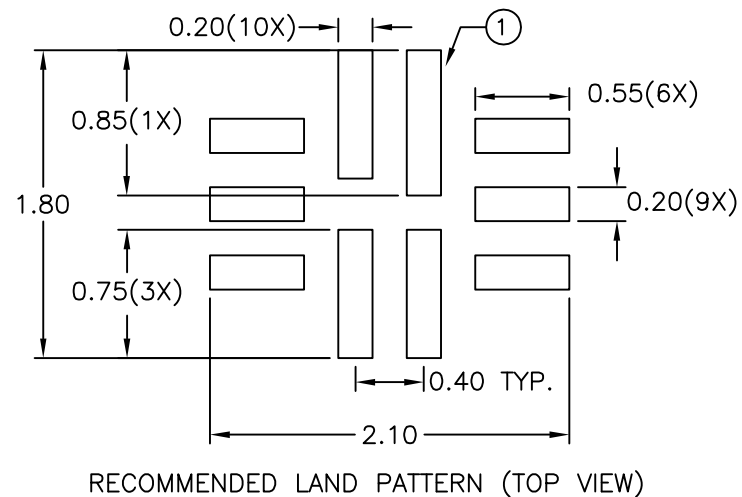 0.20(10X)
1
0.55(6X)
0.85(1X)
1.80
0.20(9X)
0.75(3X)
0.40 TYP.
2.10
RECOMMENDED LAND PATTERN (TOP VIEW)